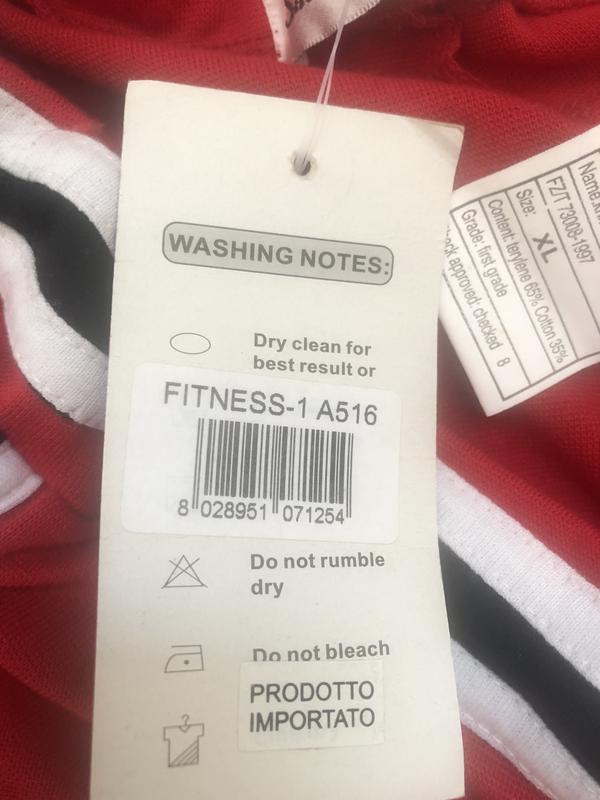 WASHING NOTES:
Dry clean for
best result or
FITNESS-1 A516
8 028951 071254
Do not rumble
dry
Do not bleach
PRODOTTO
IMPORTATO
FZ/T 73008-1997
Size: XL
Content: terylene 65% Cotton 35%
Grade: first grade
approved: checked 8